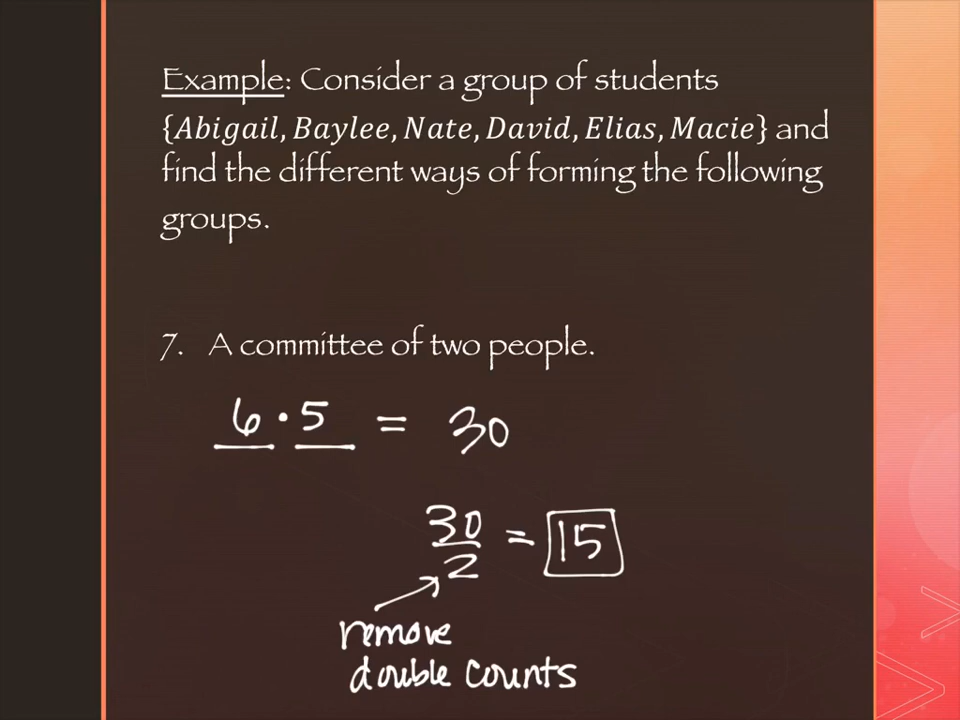 Example: Consider a group of students
{Abigail, Baylee, Nate, David, Elias, Macie} and
find the different ways of forming the following
groups.
7. A committee of two people.
6 · 5 = 30
30/2 = 15
remove
double counts